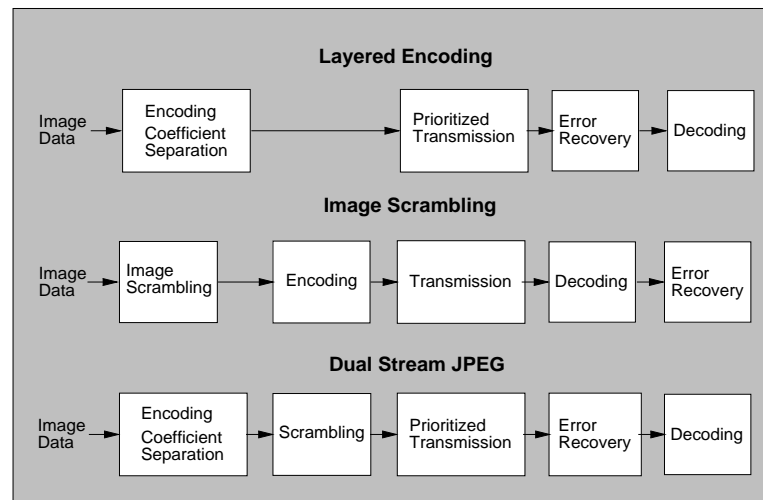 Layered Encoding
Image
Data
Encoding
Coefficient
Separation
Prioritized
Transmission
Error
Recovery
Decoding
Image Scrambling
Image
Data
Image
Scrambling
Encoding
Transmission
Decoding
Error
Recovery
Dual Stream JPEG
Image
Data
Encoding
Coefficient
Separation
Scrambling
Prioritized
Transmission
Error
Recovery
Decoding